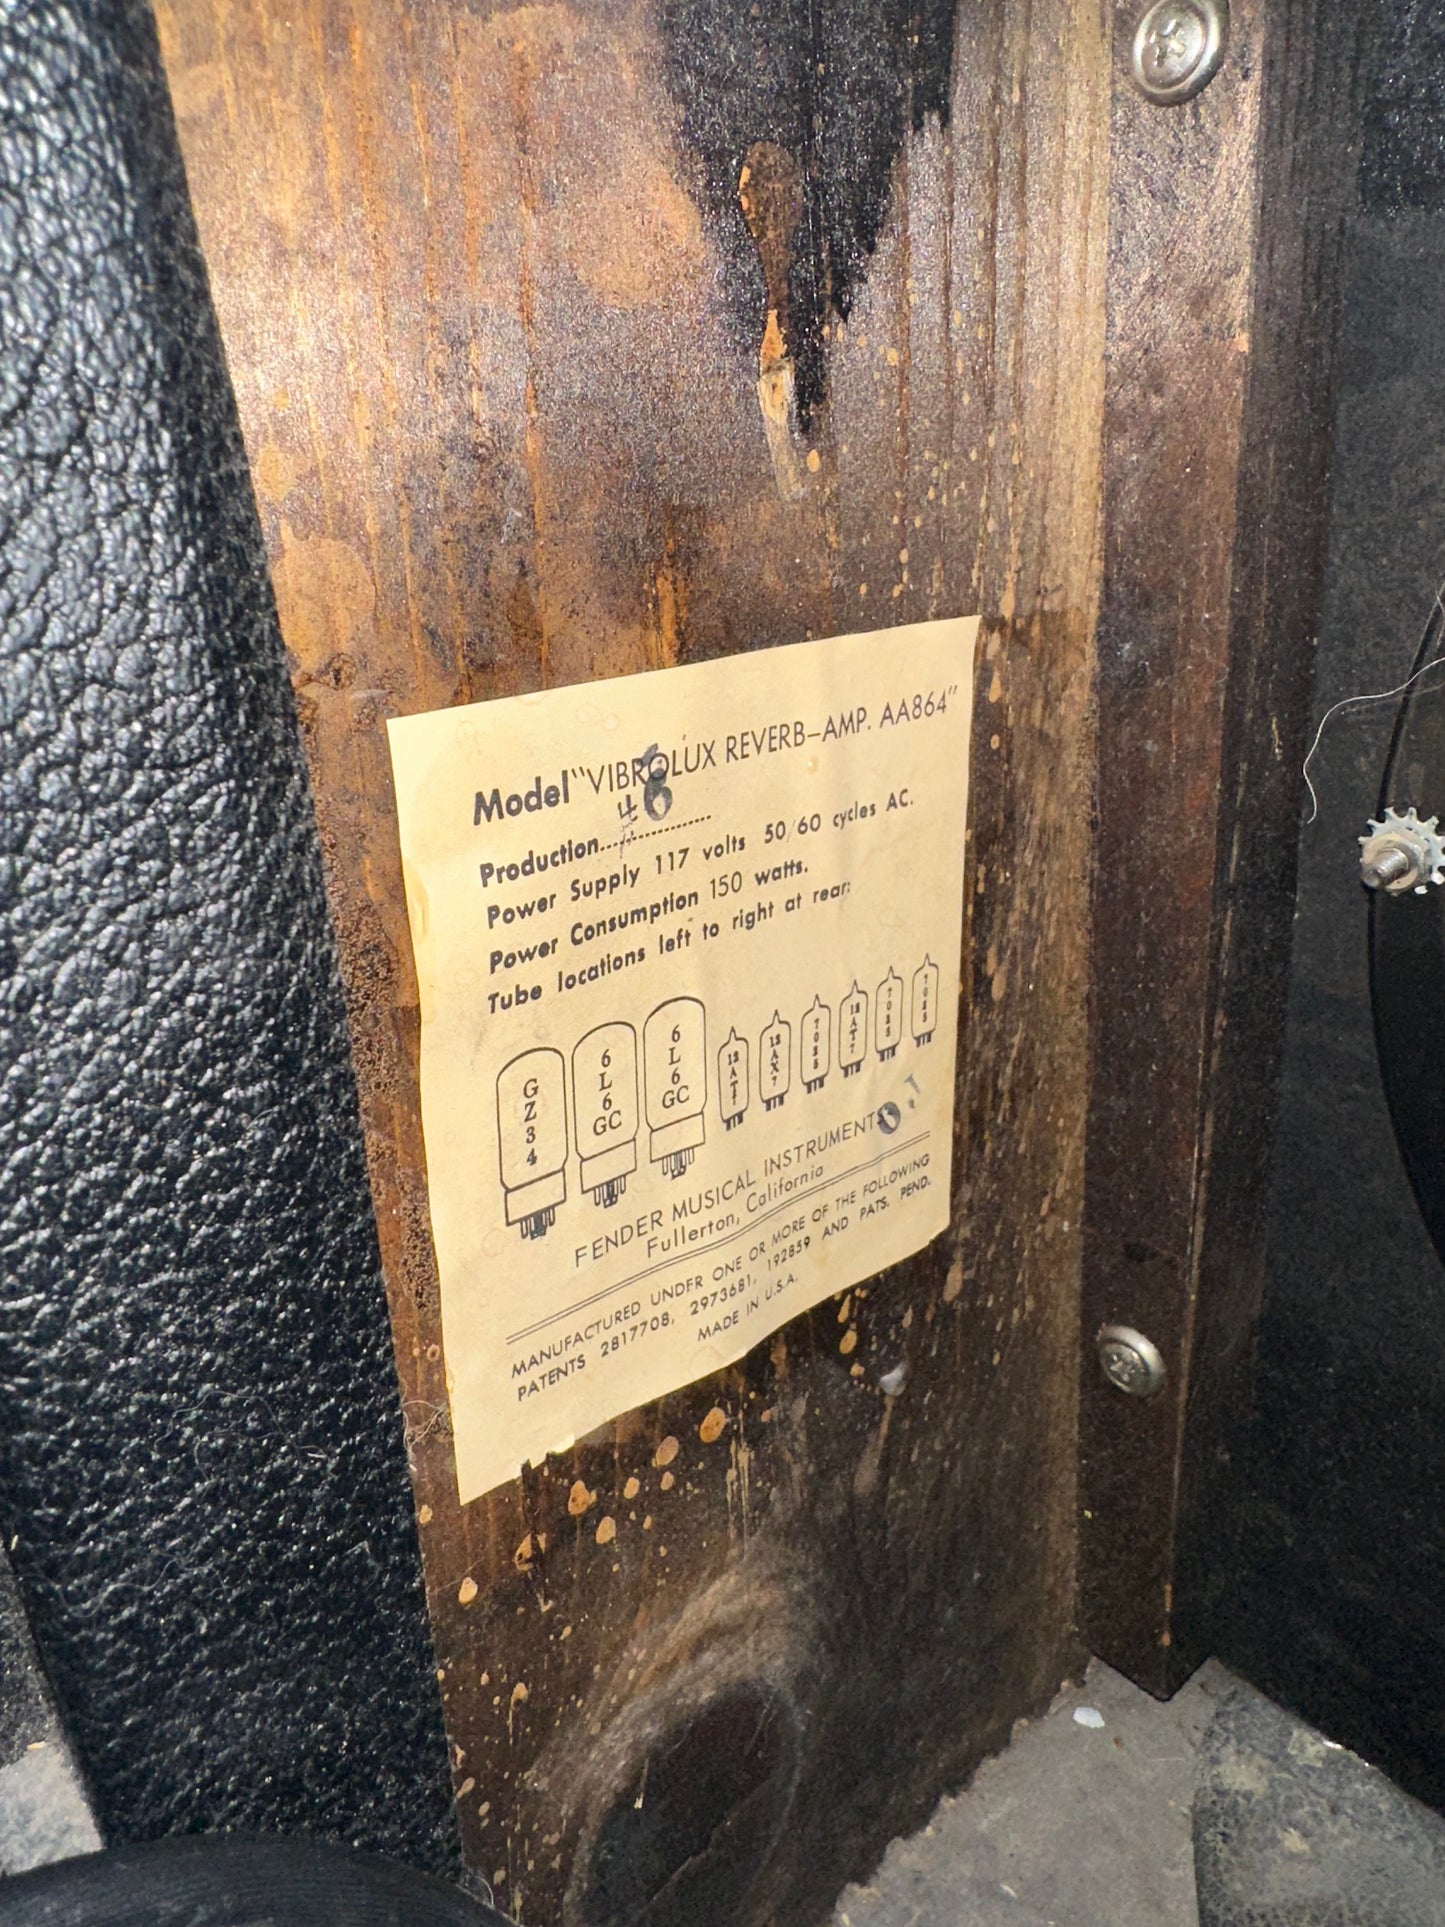 Model "VIBROLUX REVERB-AMP. AA864"
Production..................
46
Power Supply 117 volts 50/60 cycles AC.
Power Consumption 150 watts.
Tube locations left to right at rear:
GZ34 6L6GC 6L6GC 12AT7 12AX7 7025 12AT7 7025 7025
FENDER MUSICAL INSTRUMENTS
Fullerton, California
MANUFACTURED UNDER ONE OR MORE OF THE FOLLOWING
PATENTS 2817708, 2973681, 192859 AND PATS. PEND.
MADE IN U.S.A.